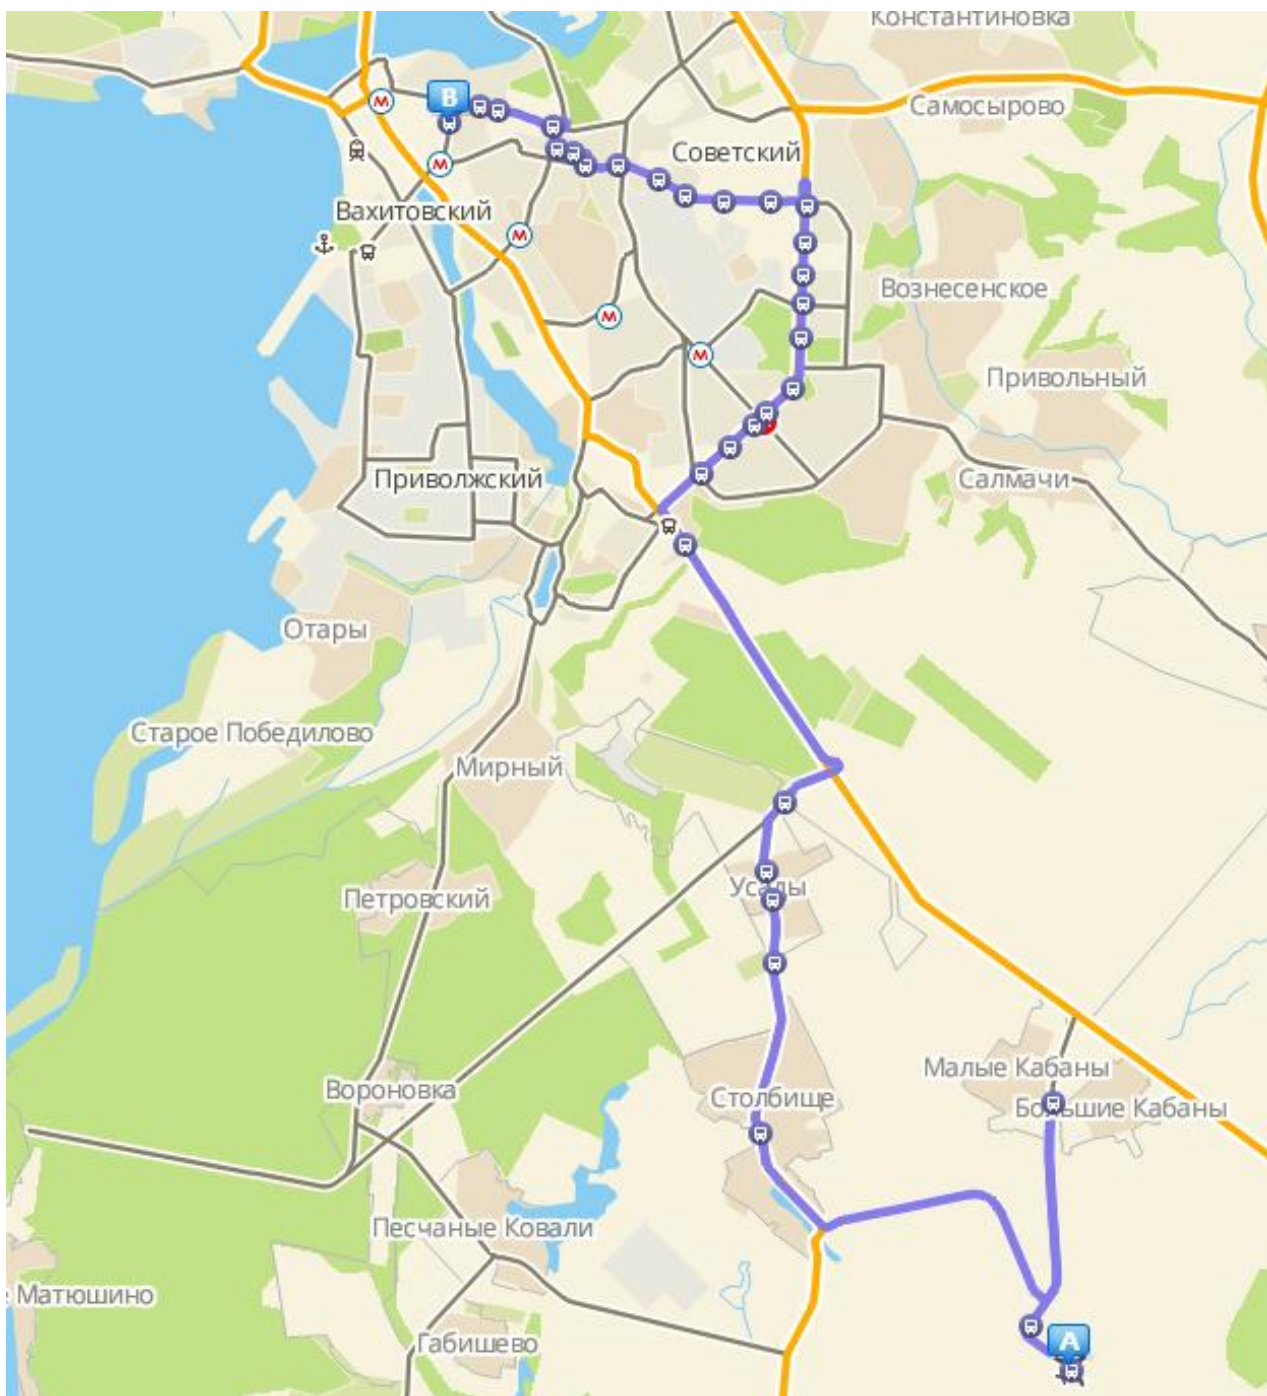 Константиновка
B
М
Самосырово
Советский
М
Вахитовский
М
Вознесенское
М
М
Привольный
Приволжский
Салмачи
Отары
Старое Победилово
Мирный
Усады
Петровский
Малые Кабаны
Вороновка
Столбище
Большие Кабаны
Песчаные Ковали
е Матюшино
A
Габишево